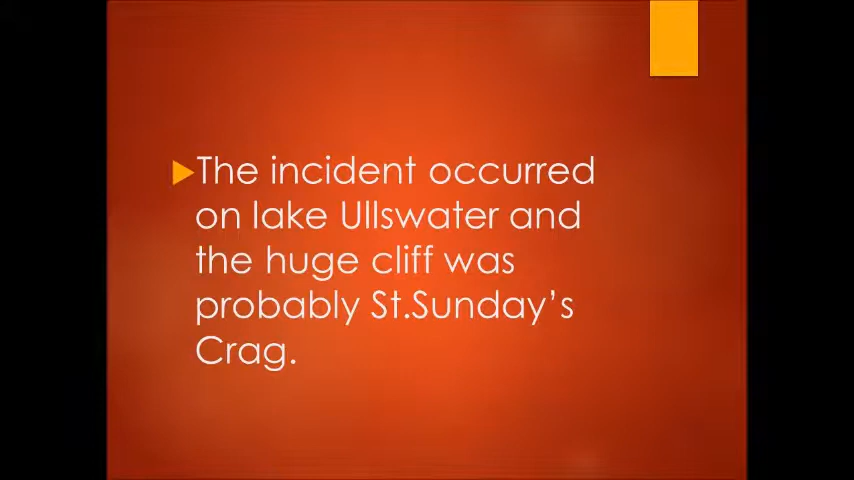 The incident occurred
on lake Ullswater and
the huge cliff was
probably St.Sunday’s
Crag.